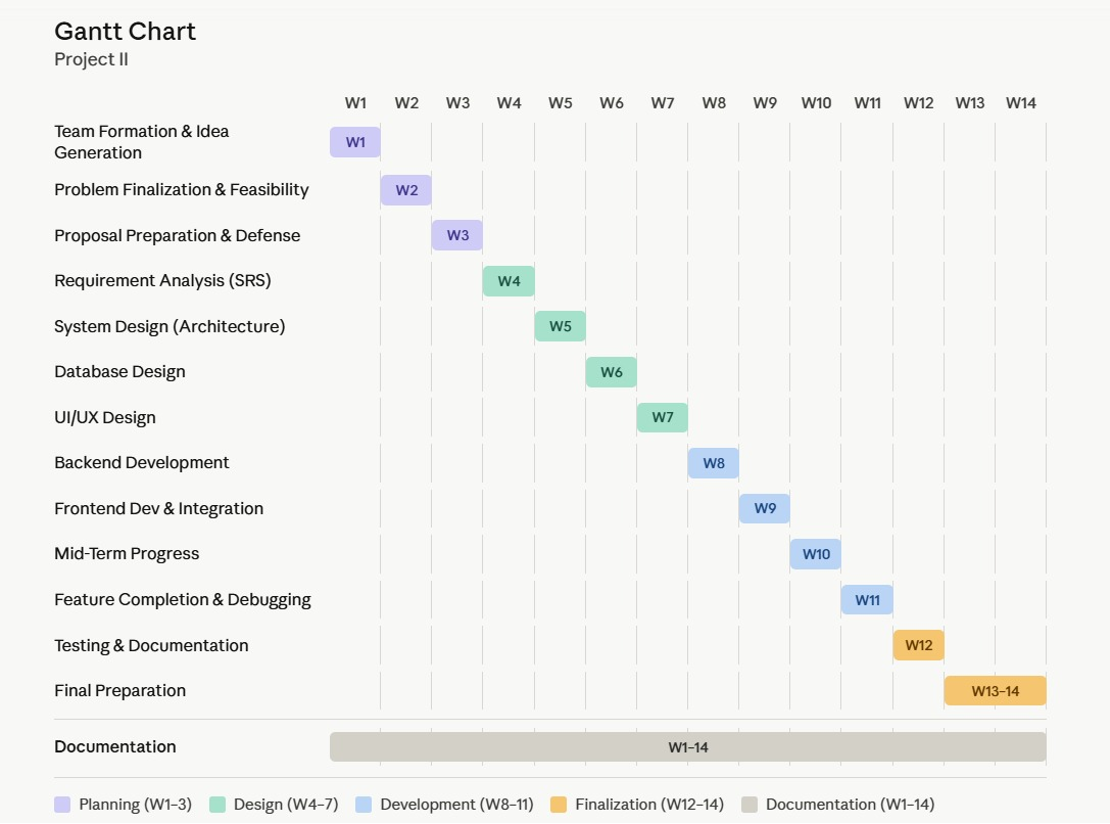 Gantt Chart
Project II
W1 W2 W3 W4 W5 W6 W7 W8 W9 W10 W11 W12 W13 W14
Team Formation & Idea
Generation
W1
Problem Finalization & Feasibility W2
Proposal Preparation & Defense W3
Requirement Analysis (SRS) W4
System Design (Architecture) W5
Database Design W6
UI/UX Design W7
Backend Development W8
Frontend Dev & Integration W9
Mid-Term Progress W10
Feature Completion & Debugging W11
Testing & Documentation W12
Final Preparation W13–14
Documentation W1–14
Planning (W1–3) Design (W4–7) Development (W8–11) Finalization (W12–14) Documentation (W1–14)